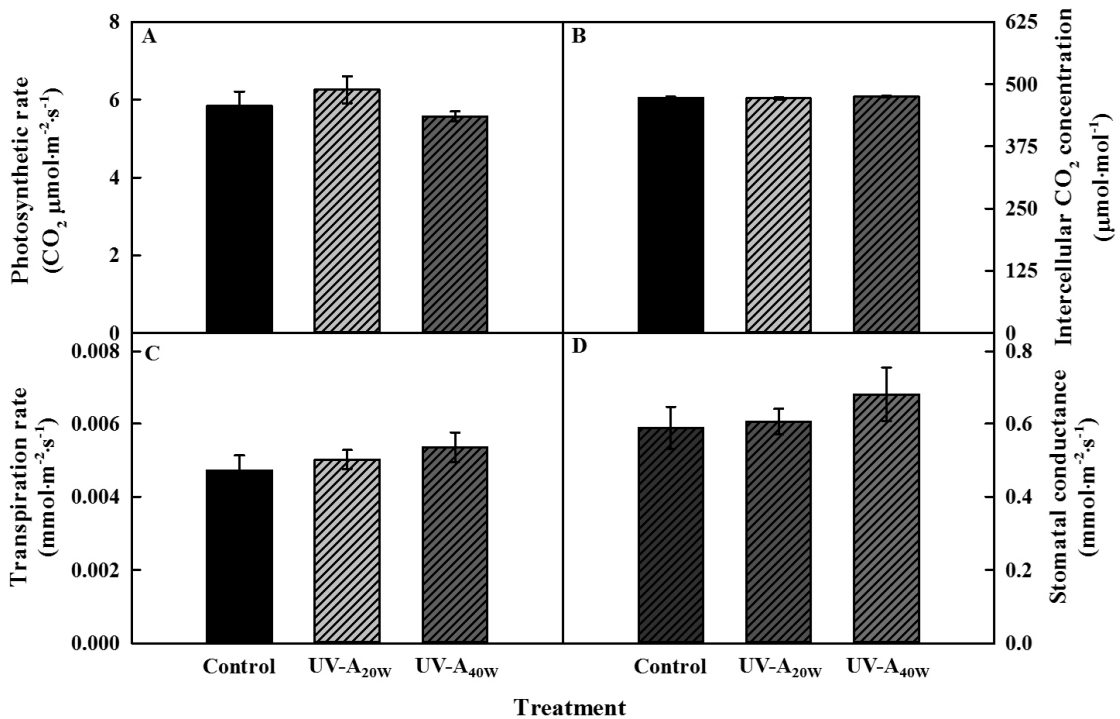 A
B
Photosynthetic rate
(CO₂ μmol·m⁻²·s⁻¹)
8
6
4
2
0
625
500
375
250
125
0
Intercellular CO₂ concentration
(μmol·mol⁻¹)
C
D
Transpiration rate
(mmol·m⁻²·s⁻¹)
0.008
0.006
0.004
0.002
0.000
0.8
0.6
0.4
0.2
0.0
Stomatal conductance
(mmol·m⁻²·s⁻¹)
Control UV-A₂₀W UV-A₄₀W
Control UV-A₂₀W UV-A₄₀W
Treatment